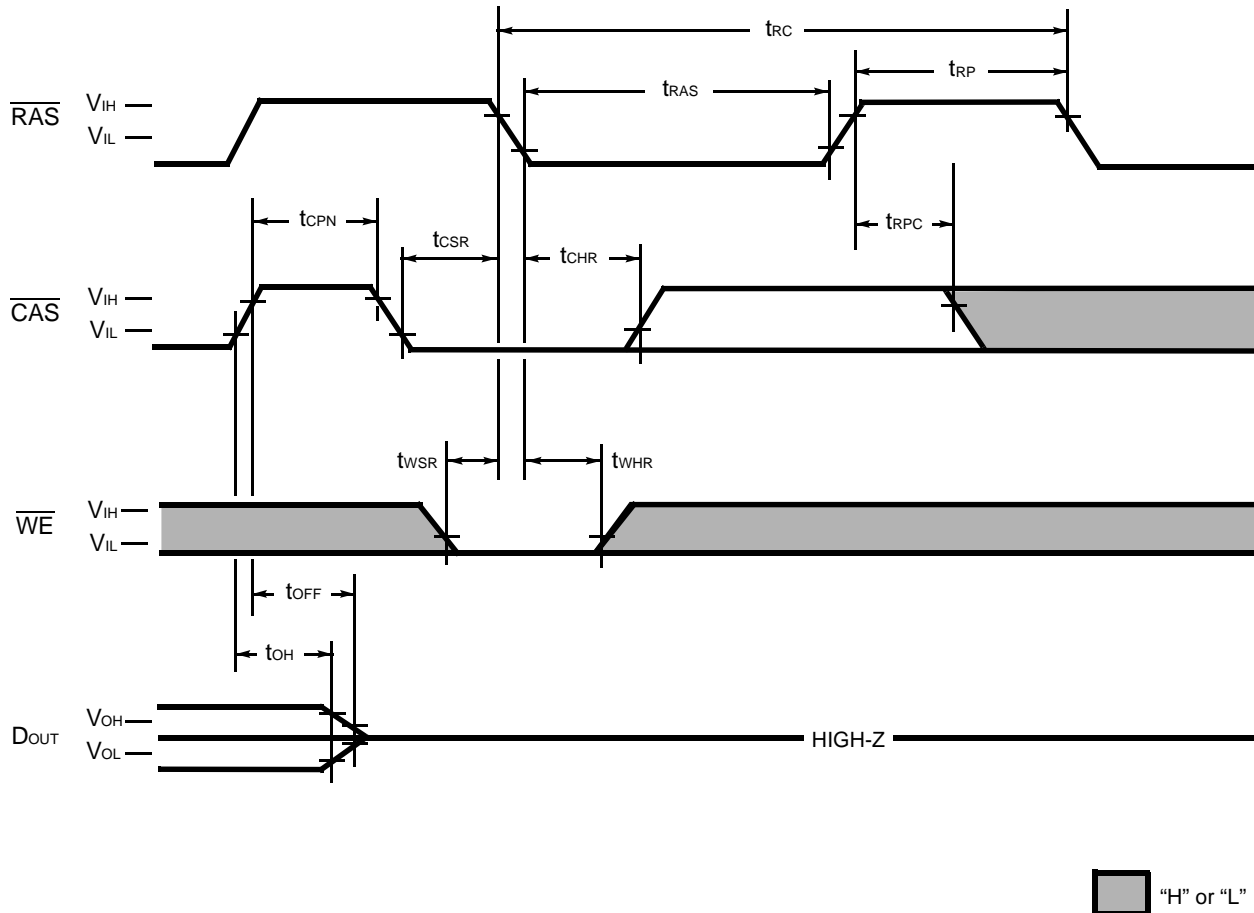 tRC
tRP
tRAS
RAS
VIH
VIL
tCPN
tCSR
tCHR
tRPC
CAS
VIH
VIL
tWSR
tWHR
WE
VIH
VIL
tOFF
tOH
DOUT
VOH
VOL
HIGH-Z
“H” or “L”